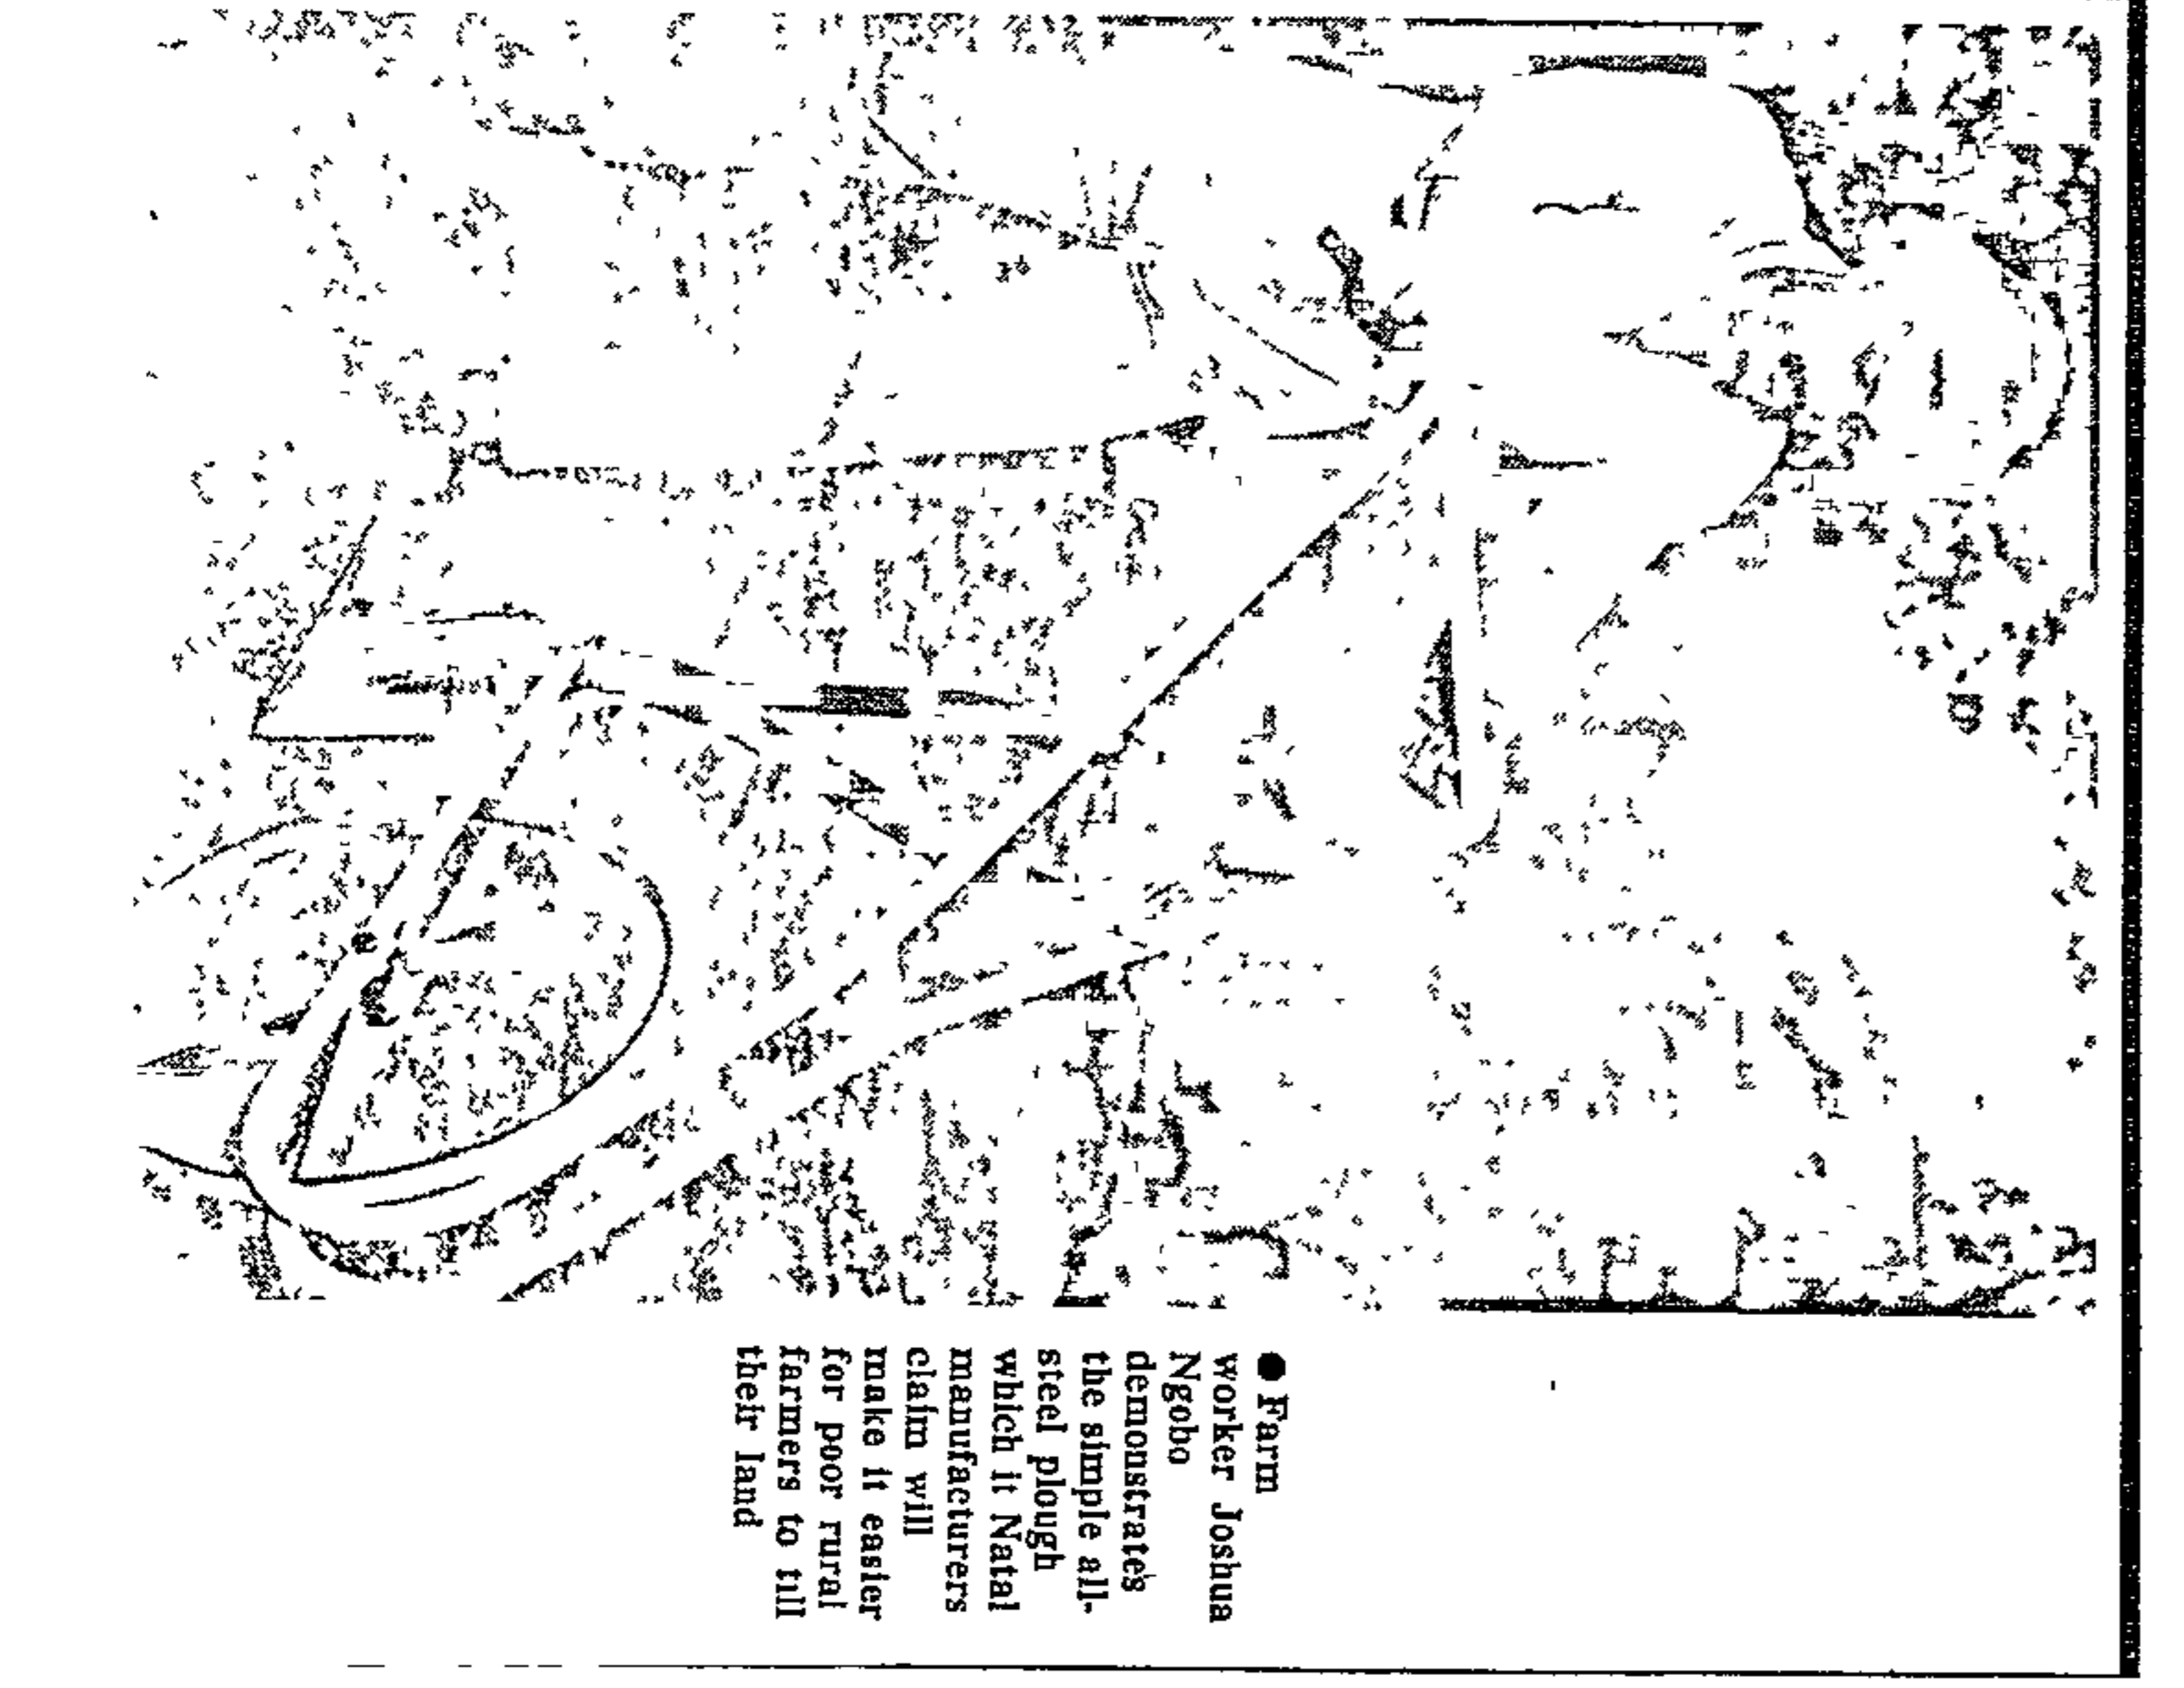 ● Farm
worker Joshua
Ngobo
demonstrates
the simple all-
steel plough
which it Natal
manufacturers
claim will
make it easier
for poor rural
farmers to till
their land